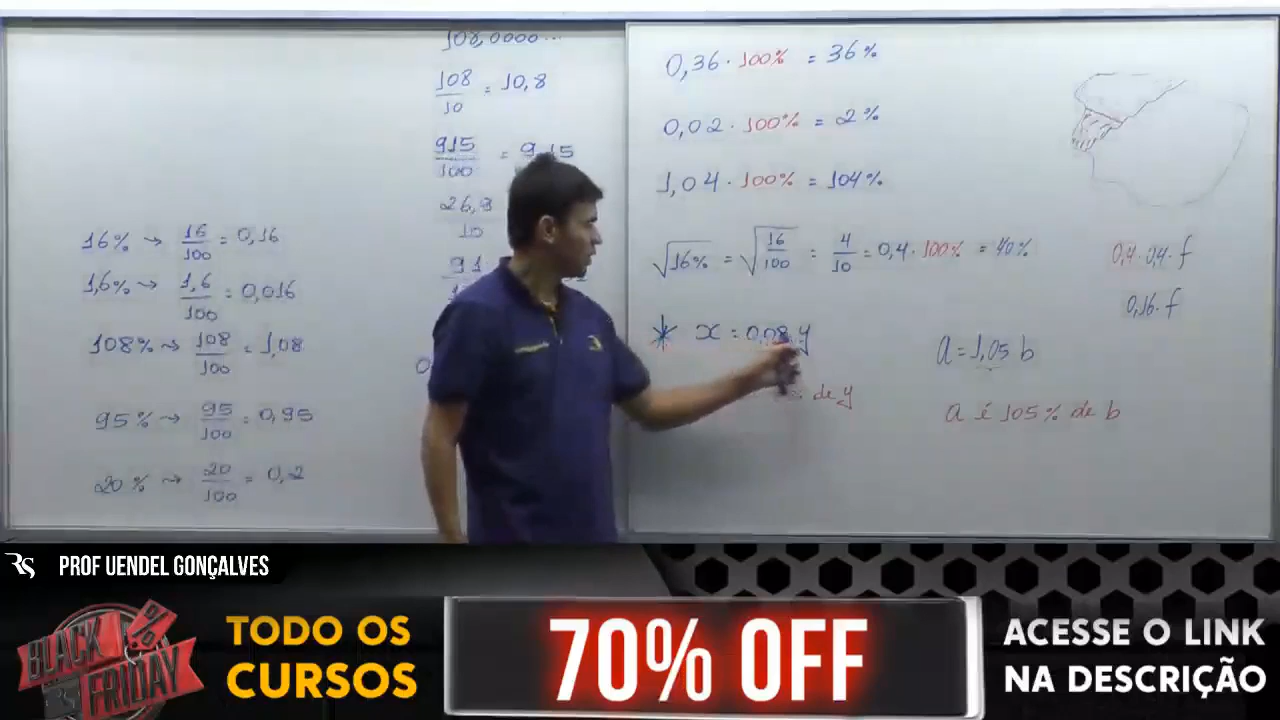 108,0000...
108/10 = 10,8
915/100 = 9,15
26,9
10
91
16% → 16/100 = 0,16
1,6% → 1,6/100 = 0,016
108% → 108/100 = 1,08
95% → 95/100 = 0,95
20% → 20/100 = 0,2
0,36 · 100% = 36%
0,02 · 100% = 2%
1,04 · 100% = 104%
√16% = √16/100 = 4/10 = 0,4 · 100% = 40%
0,4 · 0,4 · f
0,16 · f
* x = 0,08 y
% de y
a = 1,05 b
a é 105% de b
RS PROF UENDEL GONÇALVES
BLACK FRIDAY
TODO OS CURSOS
70% OFF
ACESSE O LINK
NA DESCRIÇÃO